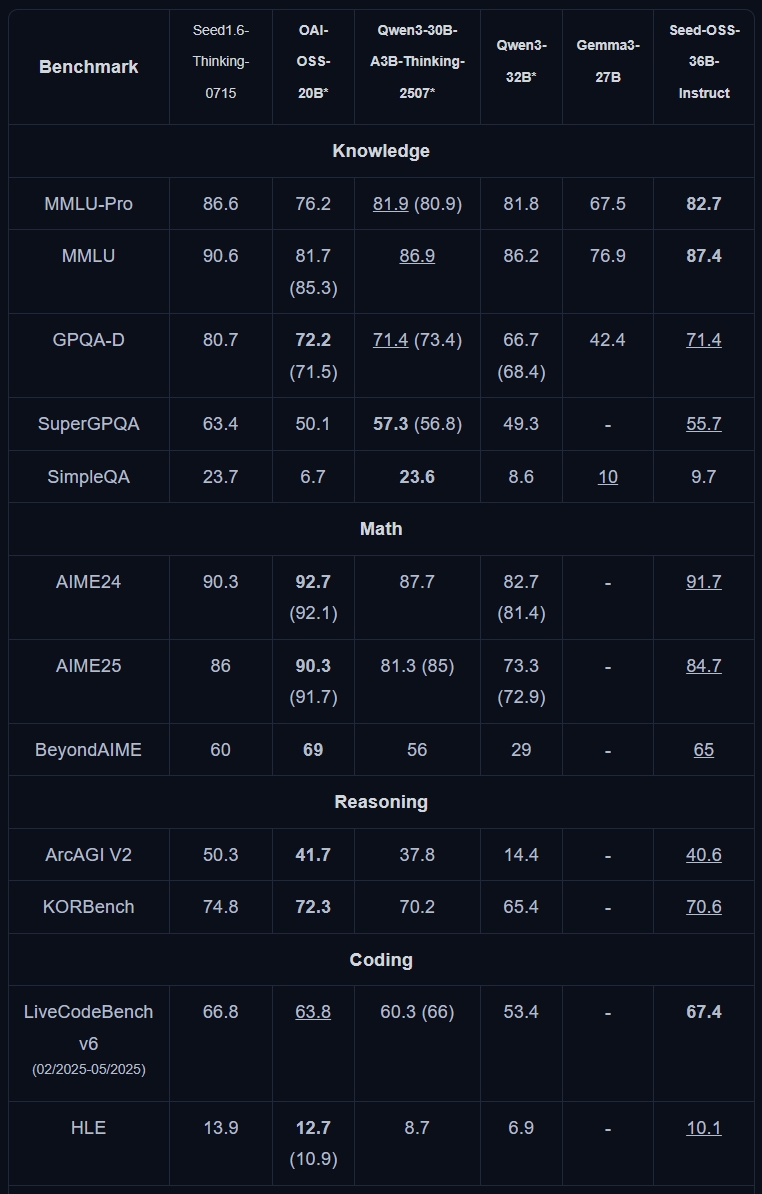 Benchmark Seed1.6-Thinking-0715 OAI-OSS-20B* Qwen3-30B-A3B-Thinking-2507* Qwen3-32B* Gemma3-27B Seed-OSS-36B-Instruct
Knowledge
MMLU-Pro 86.6 76.2 81.9 (80.9) 81.8 67.5 82.7
MMLU 90.6 81.7 (85.3) 86.9 86.2 76.9 87.4
GPQA-D 80.7 72.2 (71.5) 71.4 (73.4) 66.7 (68.4) 42.4 71.4
SuperGPQA 63.4 50.1 57.3 (56.8) 49.3 - 55.7
SimpleQA 23.7 6.7 23.6 8.6 10 9.7
Math
AIME24 90.3 92.7 (92.1) 87.7 82.7 (81.4) - 91.7
AIME25 86 90.3 (91.7) 81.3 (85) 73.3 (72.9) - 84.7
BeyondAIME 60 69 56 29 - 65
Reasoning
ArcAGI V2 50.3 41.7 37.8 14.4 - 40.6
KORBench 74.8 72.3 70.2 65.4 - 70.6
Coding
LiveCodeBench v6 (02/2025-05/2025) 66.8 63.8 60.3 (66) 53.4 - 67.4
HLE 13.9 12.7 (10.9) 8.7 6.9 - 10.1